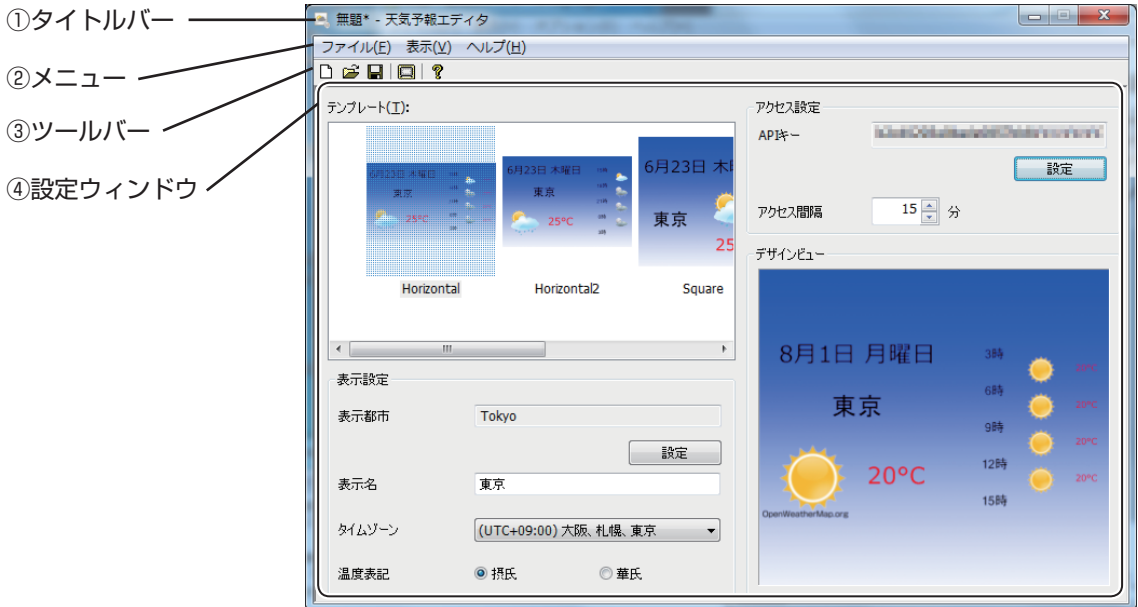 ①タイトルバー
②メニュー
③ツールバー
④設定ウィンドウ
無題* - 天気予報エディタ
ファイル(F) 表示(V) ヘルプ(H)
テンプレート(T):
6月23日 木曜日
東京
25°C
Horizontal
6月23日 木曜日
東京
25°C
Horizontal2
6月23日 木
東京
25
Square
表示設定
表示都市
Tokyo
設定
表示名
東京
タイムゾーン
(UTC+09:00) 大阪、札幌、東京
温度表記
摂氏
華氏
アクセス設定
APIキー
設定
アクセス間隔
15
分
デザインビュー
8月1日 月曜日
東京
20°C
OpenWeatherMap.org
3時
6時
20°C
9時
20°C
12時
20°C
15時